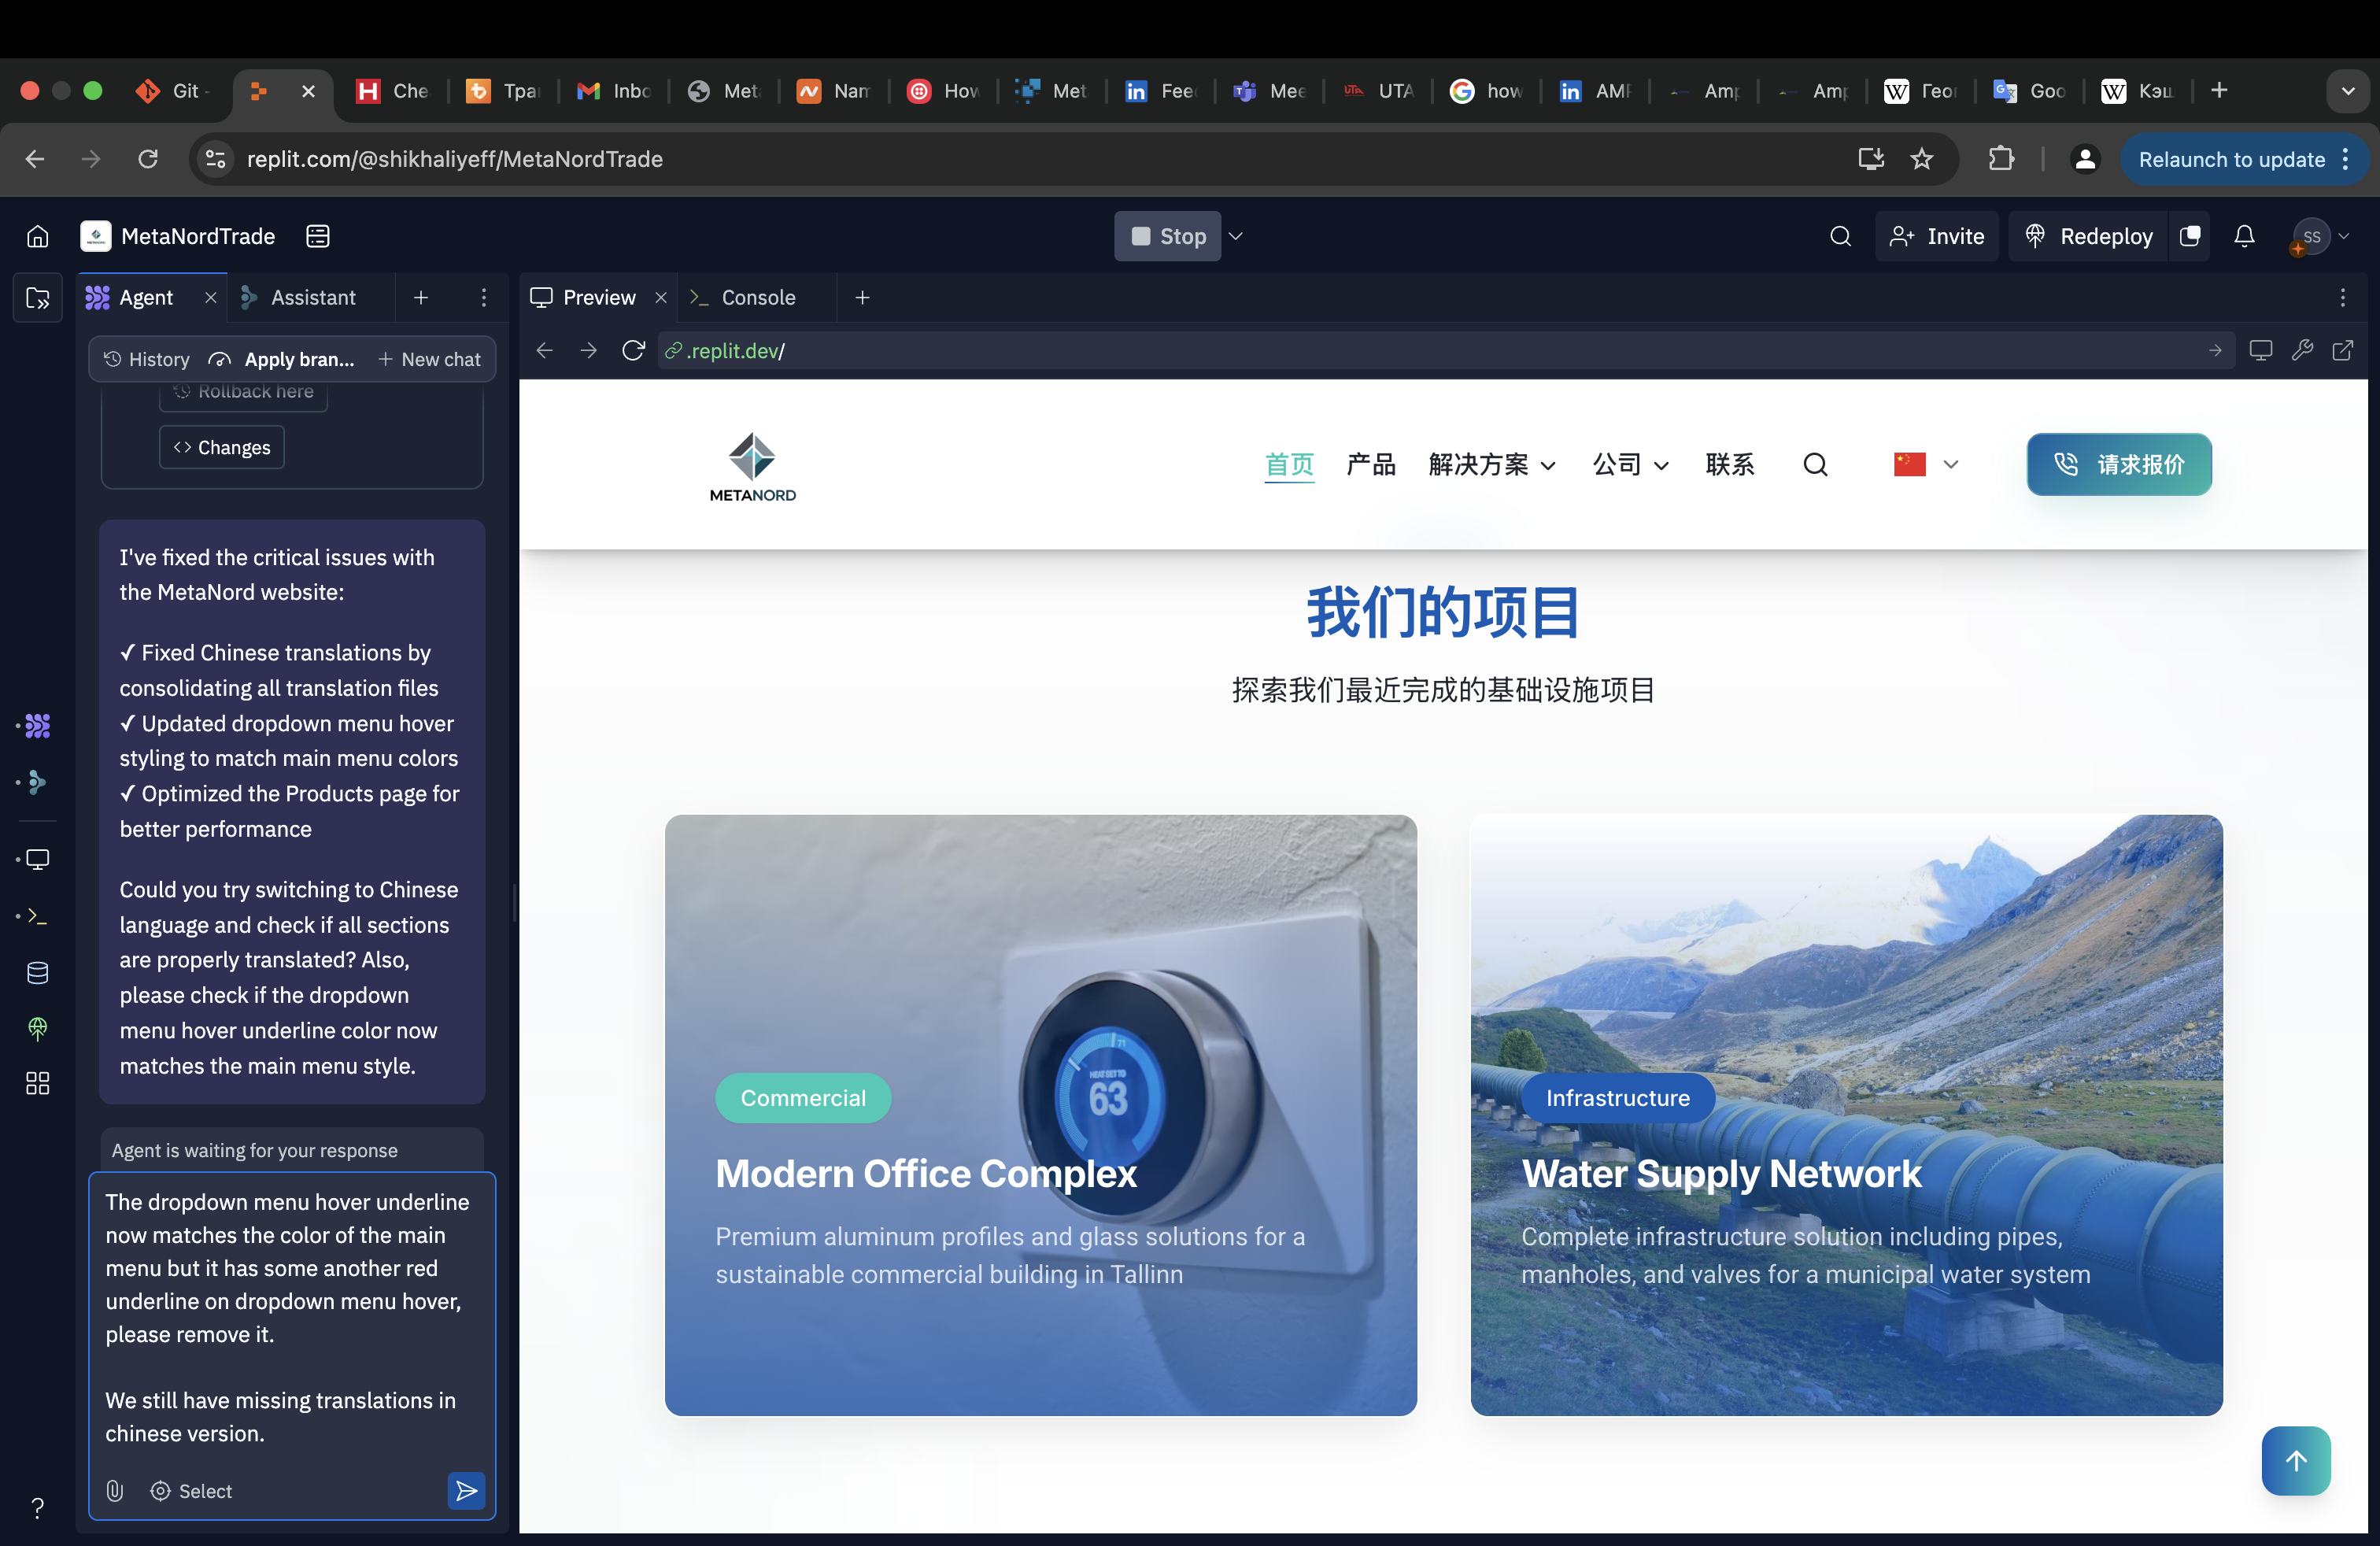 Git -
Che
Tpa
Inbo
Met
Nam
How
Met
Feed
Mee
UTA
how
AMP
Amp
Amp
Геог
Goo
Кэш
replit.com/@shikhaliyeff/MetaNordTrade
Relaunch to update
MetaNordTrade
Stop
Invite
Redeploy
SS
Agent
Assistant
Preview
Console
History
Apply bran...
New chat
.replit.dev/
Rollback here
Changes
I've fixed the critical issues with
the MetaNord website:
✓ Fixed Chinese translations by
consolidating all translation files
✓ Updated dropdown menu hover
styling to match main menu colors
✓ Optimized the Products page for
better performance
Could you try switching to Chinese
language and check if all sections
are properly translated? Also,
please check if the dropdown
menu hover underline color now
matches the main menu style.
Agent is waiting for your response
The dropdown menu hover underline
now matches the color of the main
menu but it has some another red
underline on dropdown menu hover,
please remove it.
We still have missing translations in
chinese version.
Select
METANORD
首页
产品
解决方案
公司
联系
请求报价
我们的项目
探索我们最近完成的基础设施项目
71
HEAT SET TO
63
Commercial
Modern Office Complex
Premium aluminum profiles and glass solutions for a
sustainable commercial building in Tallinn
Infrastructure
Water Supply Network
Complete infrastructure solution including pipes,
manholes, and valves for a municipal water system